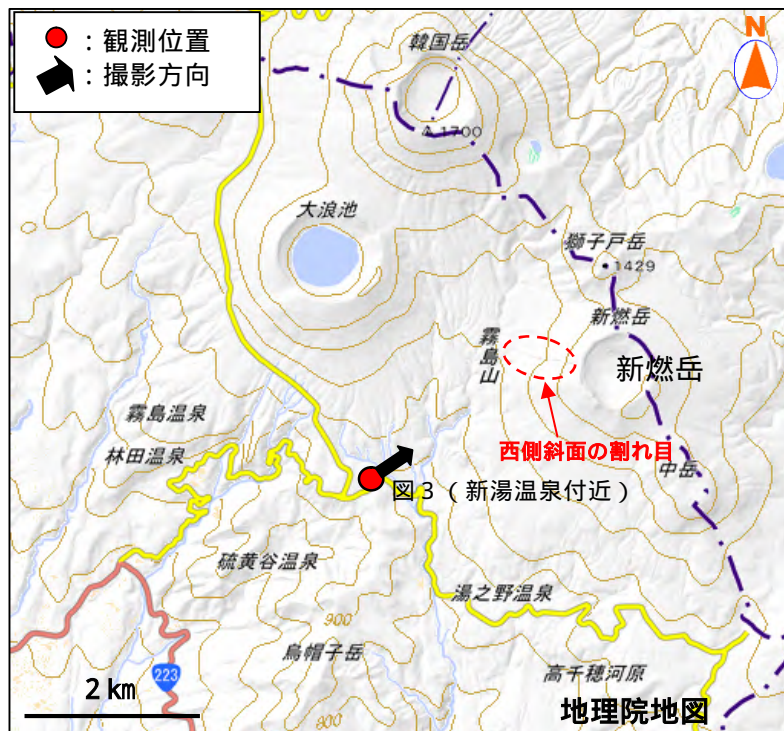 ：観測位置
：撮影方向
N
韓国岳
1700
大浪池
獅子戸岳
1429
新燃岳
新燃岳
霧島山
西側斜面の割れ目
中岳
霧島温泉
林田温泉
図３（新湯温泉付近）
硫黄谷温泉
湯之野温泉
900
烏帽子岳
223
高千穂河原
2 km
800
地理院地図